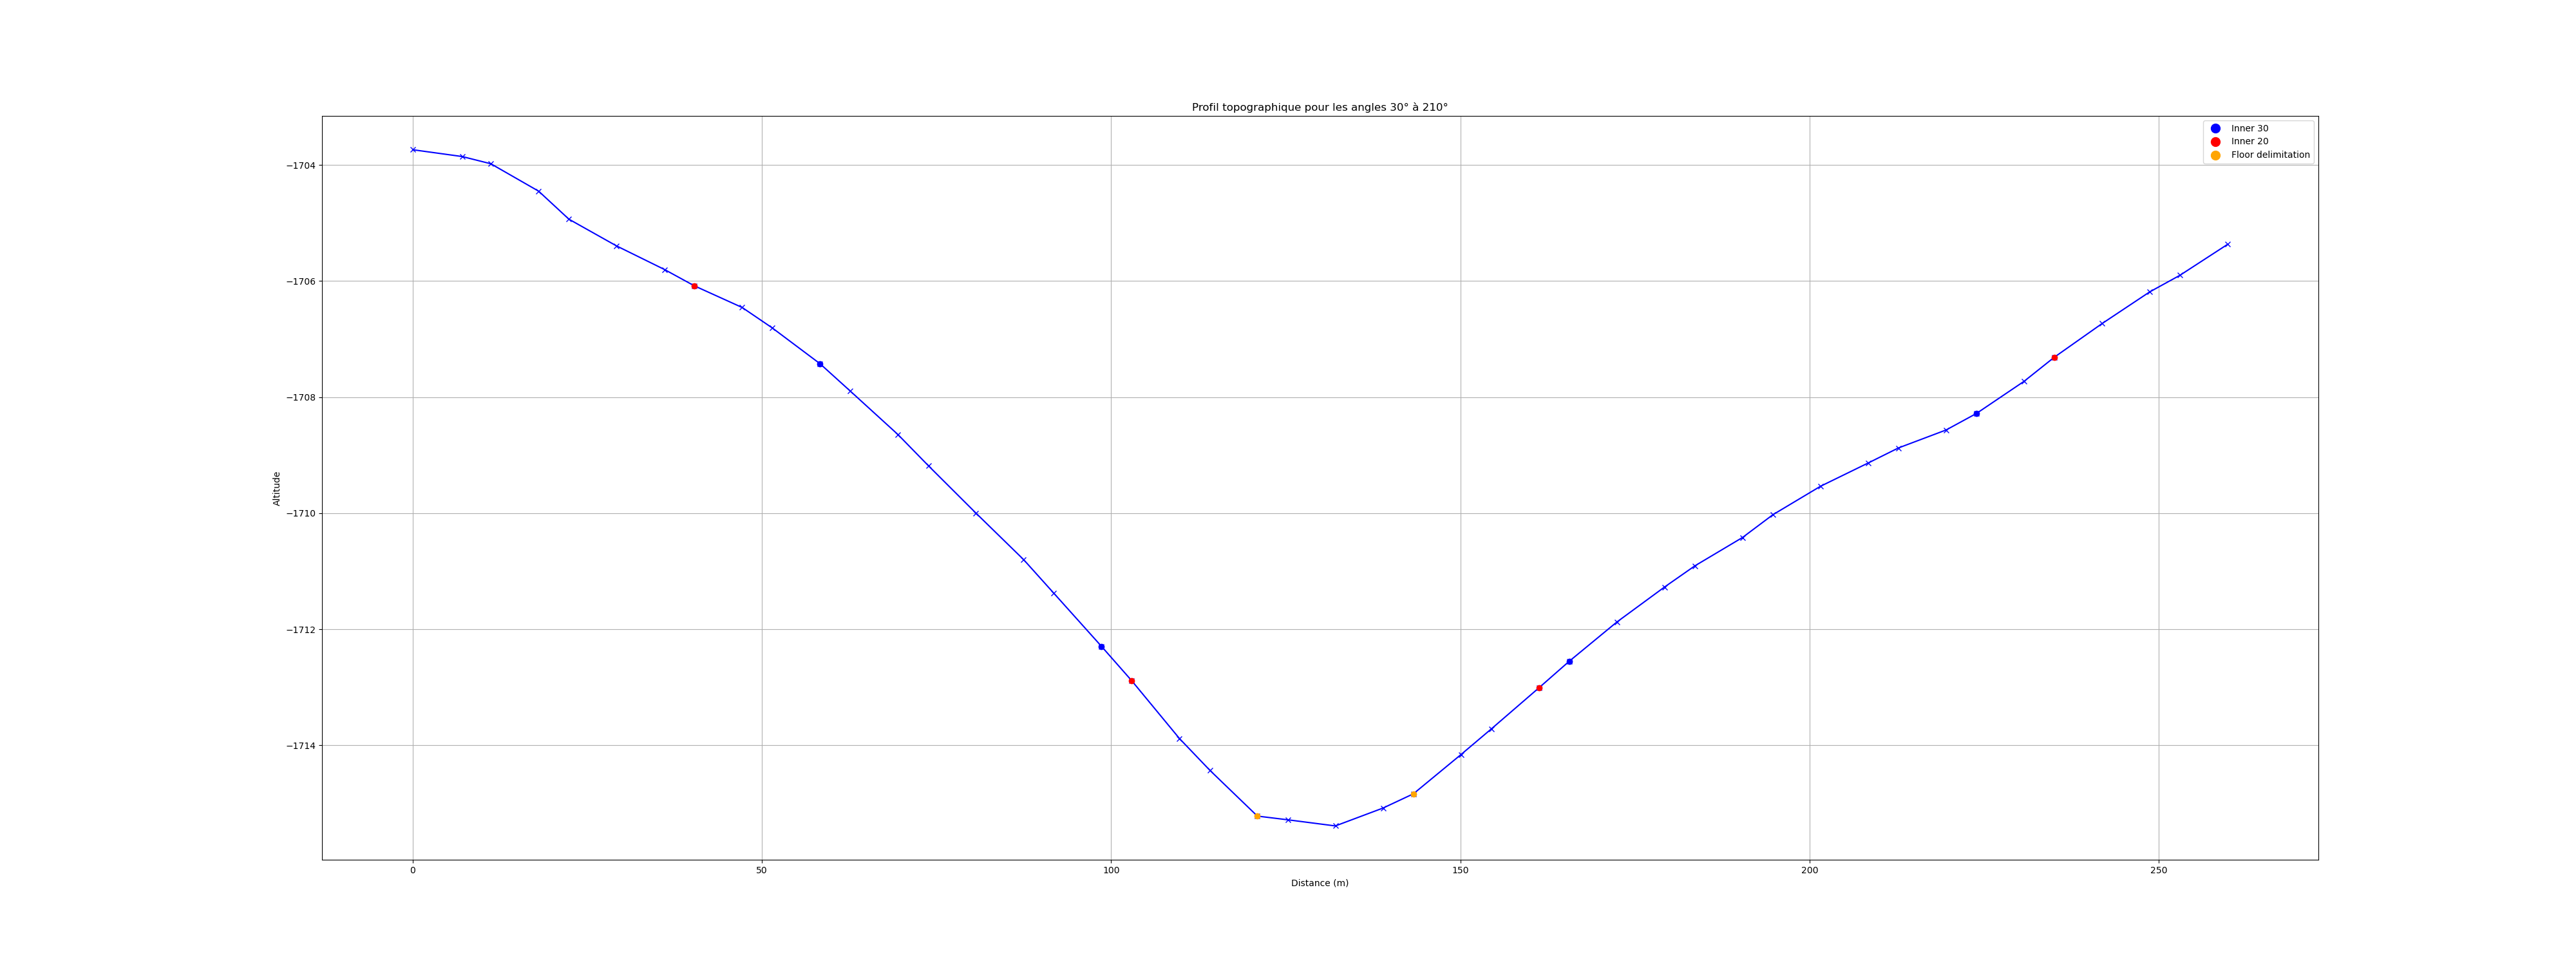 Profil topographique pour les angles 30° à 210°
Inner 30
Inner 20
Floor delimitation
−1704
−1706
−1708
−1710
−1712
−1714
Altitude
0
50
100
150
200
250
Distance (m)